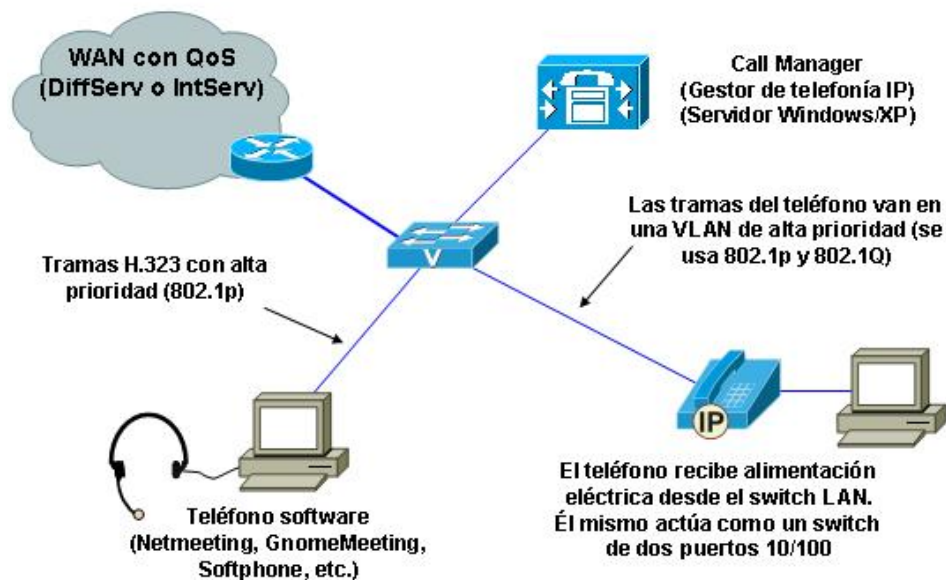 WAN con QoS
(DiffServ o IntServ)
Call Manager
(Gestor de telefonía IP)
(Servidor Windows/XP)
Las tramas del teléfono van en
una VLAN de alta prioridad (se
usa 802.1p y 802.1Q)
V
Tramas H.323 con alta
prioridad (802.1p)
IP
Teléfono software
(Netmeeting, GnomeMeeting,
Softphone, etc.)
El teléfono recibe alimentación
eléctrica desde el switch LAN.
Él mismo actúa como un switch
de dos puertos 10/100